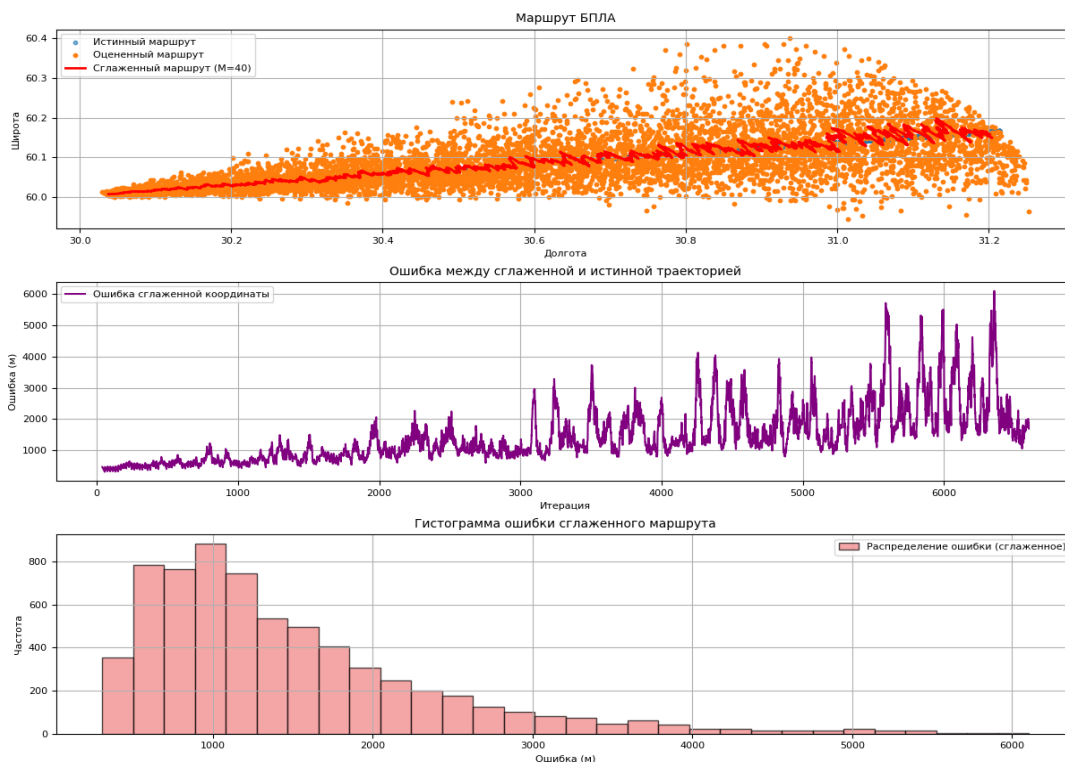 Маршрут БПЛА
Истинный маршрут
Оцененный маршрут
Сглаженный маршрут (M=40)
Широта
60.4
60.3
60.2
60.1
60.0
30.0 30.2 30.4 30.6 30.8 31.0 31.2
Долгота
Ошибка между сглаженной и истинной траекторией
Ошибка сглаженной координаты
Ошибка (м)
6000
5000
4000
3000
2000
1000
0 1000 2000 3000 4000 5000 6000
Итерация
Гистограмма ошибки сглаженного маршрута
Распределение ошибки (сглаженное)
Частота
800
600
400
200
0
1000 2000 3000 4000 5000 6000
Ошибка (м)